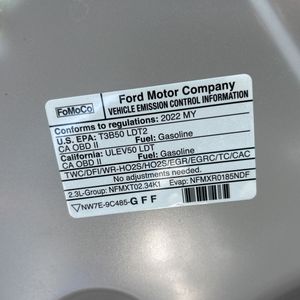 FoMoCo
Ford Motor Company
VEHICLE EMISSION CONTROL INFORMATION
Conforms to regulations: 2022 MY
U.S. EPA: T3B50 LDT2
CA OBD II Fuel: Gasoline
California: ULEV50 LDT
CA OBD II Fuel: Gasoline
TWC/DFI/WR-HO2S/HO2S/EGR/EGRC/TC/CAC
No adjustments needed.
2.3L-Group: NFMXT02.34K1 Evap: NFMXR0185NDF
NW7E-9C485-GFF